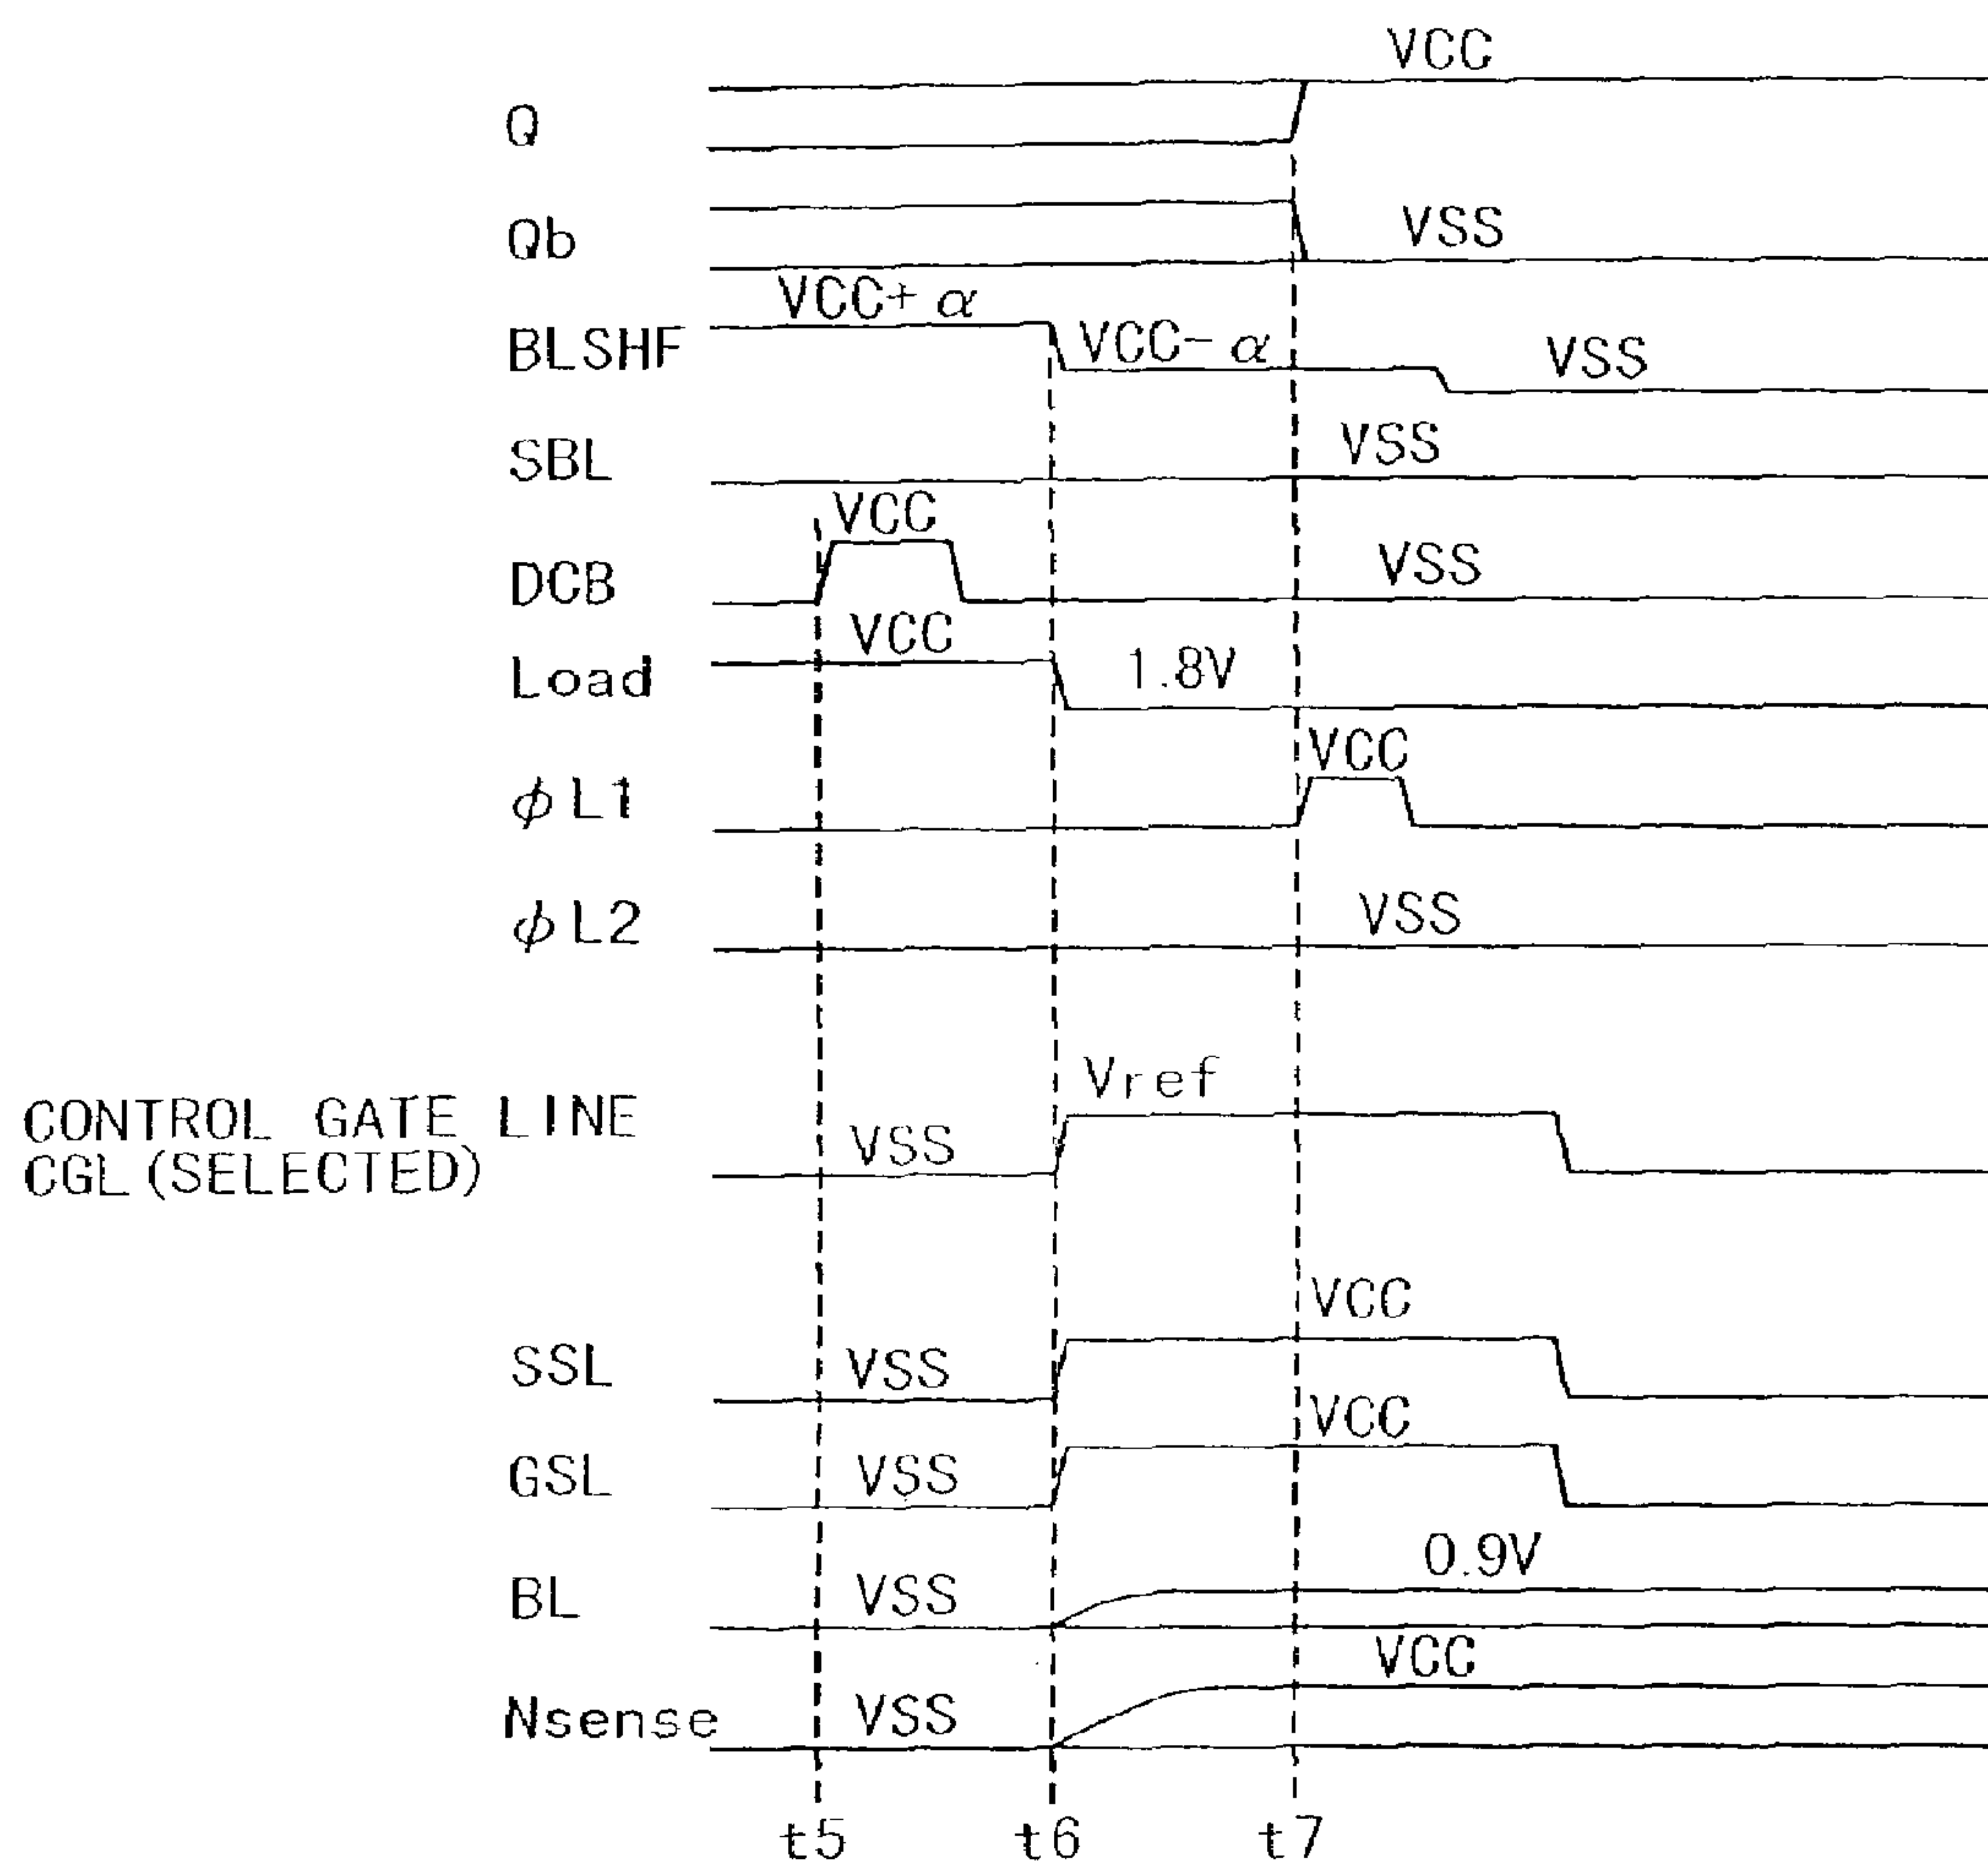 VCC
Q
Qb VSS
VCC+ α
BLSHF VCC- α VSS
SBL VSS
VCC
DCB VSS
VCC
Load 1.8V
VCC
φL1
φL2 VSS
Vref
CONTROL GATE LINE
CGL(SELECTED) VSS
VCC
SSL VSS
VCC
GSL VSS
0.9V
BL VSS
VCC
Nsense VSS
t5 t6 t7